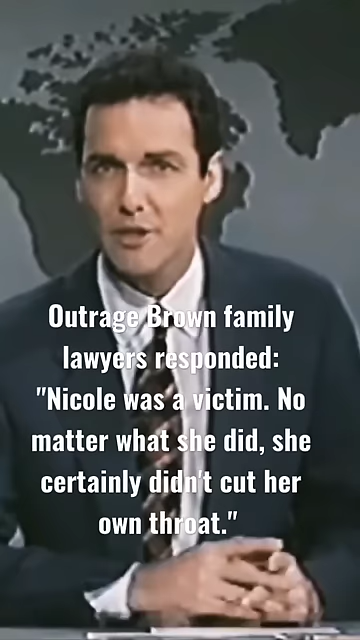 Outrage Brown family
lawyers responded:
"Nicole was a victim. No
matter what she did, she
certainly didn't cut her
own throat."